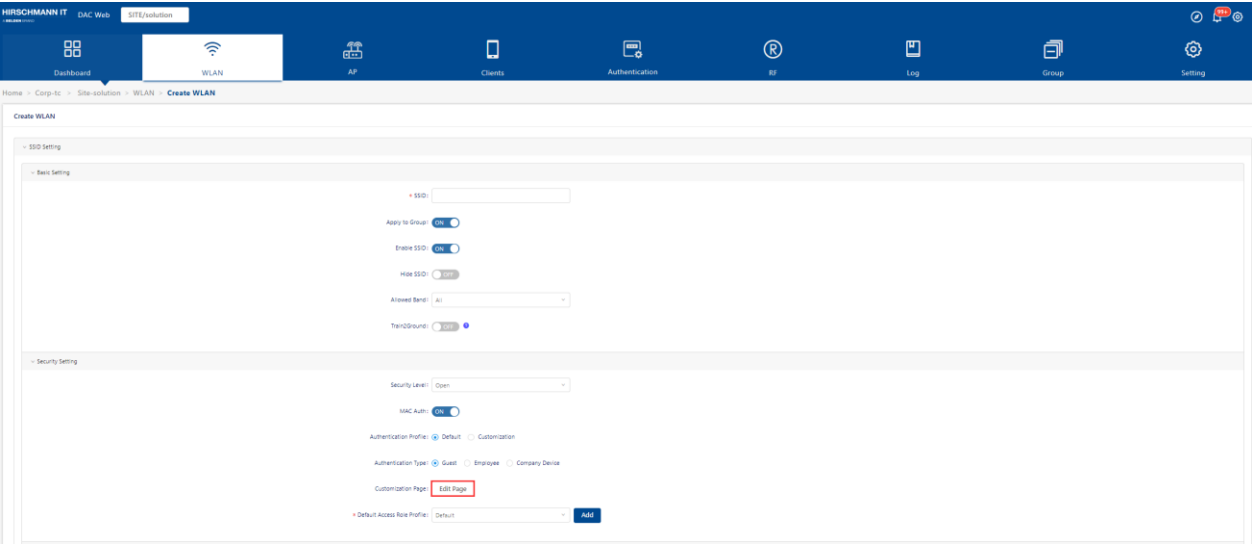 HIRSCHMANN IT
A BELDEN BRAND
DAC Web
SITE/solution
99+
Dashboard
WLAN
AP
Clients
Authentication
RF
Log
Group
Setting
Home > Corp-tc > Site-solution > WLAN > Create WLAN
Create WLAN
SSID Setting
Basic Setting
* SSID:
Apply to Group: ON
Enable SSID: ON
Hide SSID: OFF
Allowed Band: All
Train2Ground: OFF ?
Security Setting
Security Level: Open
MAC Auth: ON
Authentication Profile: Default Customization
Authentication Type: Guest Employee Company Device
Customization Page: Edit Page
* Default Access Role Profile: Default Add